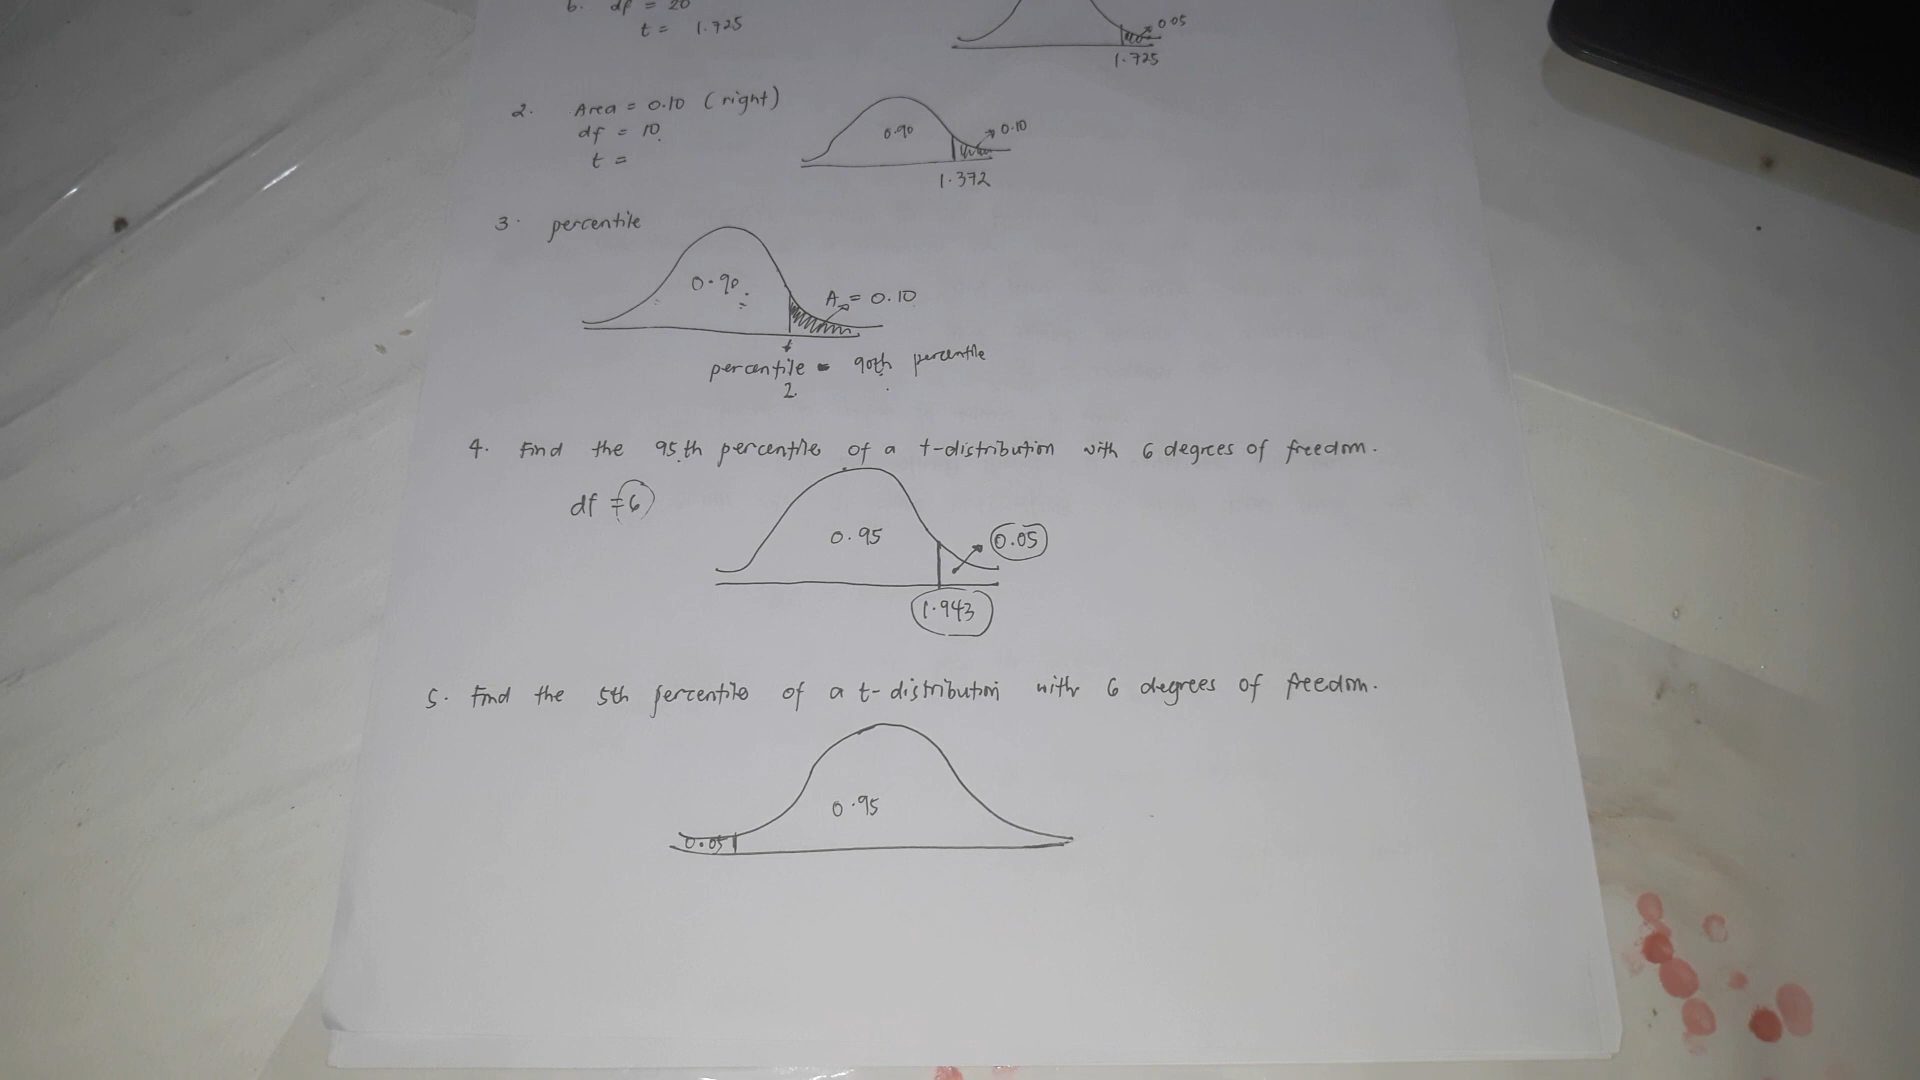 b. df = 20
t = 1.725
0.05
1.725
2. Area = 0.10 (right)
df = 10
t =
0.90
0.10
1.372
3. percentile
0.90
A = 0.10
percentile = 90th percentile
2
4. Find the 95th percentile of a t-distribution with 6 degrees of freedom.
df = 6
0.95
0.05
1.943
5. Find the 5th percentile of a t-distribution with 6 degrees of freedom.
0.95
0.05